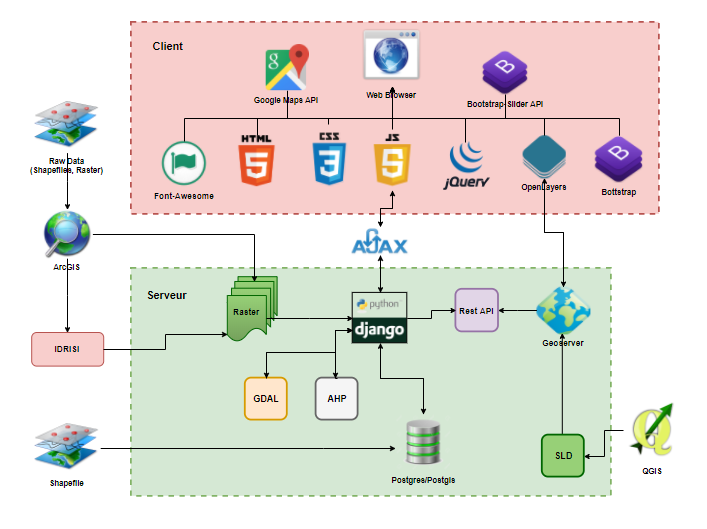 Client
Google Maps API
Web Browser
Bootstrap-Slider API
Raw Data
(Shapefiles, Raster)
HTML
5
CSS
3
JS
5
jQuery
B
B
Font-Awesome
OpenLayers
Bottstrap
ArcGIS
AJAX
Serveur
Raster
python
django
Rest API
Geoserver
IDRISI
GDAL
AHP
SLD
QGIS
Shapefile
Postgres/Postgis